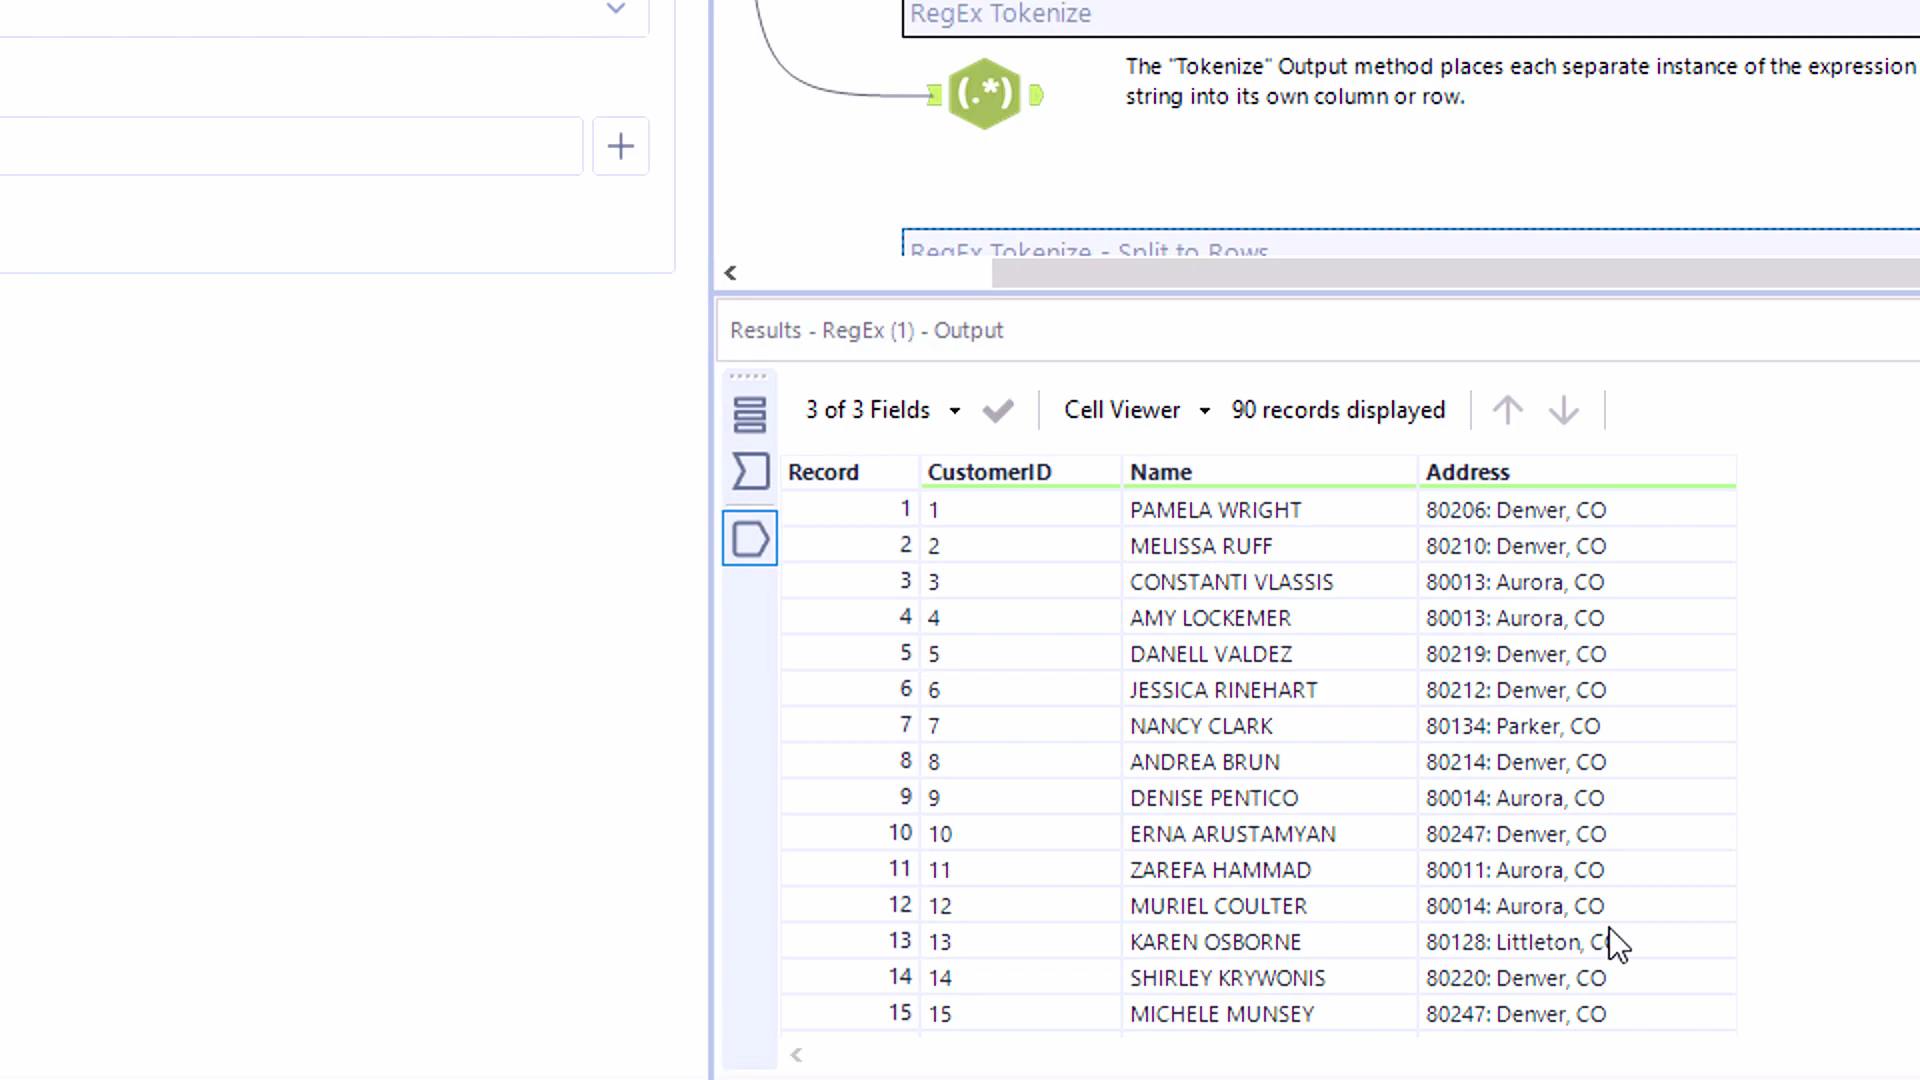 RegEx Tokenize
(.*)
The "Tokenize" Output method places each separate instance of the expression
string into its own column or row.
RegEx Tokenize - Split to Rows
Results - RegEx (1) - Output
3 of 3 Fields Cell Viewer 90 records displayed
Record CustomerID Name Address
1 1 PAMELA WRIGHT 80206: Denver, CO
2 2 MELISSA RUFF 80210: Denver, CO
3 3 CONSTANTI VLASSIS 80013: Aurora, CO
4 4 AMY LOCKEMER 80013: Aurora, CO
5 5 DANELL VALDEZ 80219: Denver, CO
6 6 JESSICA RINEHART 80212: Denver, CO
7 7 NANCY CLARK 80134: Parker, CO
8 8 ANDREA BRUN 80214: Denver, CO
9 9 DENISE PENTICO 80014: Aurora, CO
10 10 ERNA ARUSTAMYAN 80247: Denver, CO
11 11 ZAREFA HAMMAD 80011: Aurora, CO
12 12 MURIEL COULTER 80014: Aurora, CO
13 13 KAREN OSBORNE 80128: Littleton, CO
14 14 SHIRLEY KRYWONIS 80220: Denver, CO
15 15 MICHELE MUNSEY 80247: Denver, CO